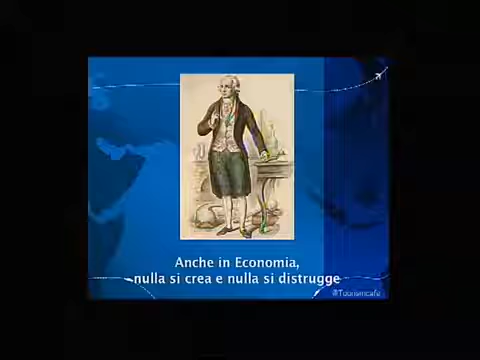 Anche in Economia,
nulla si crea e nulla si distrugge
@Tourismcafe